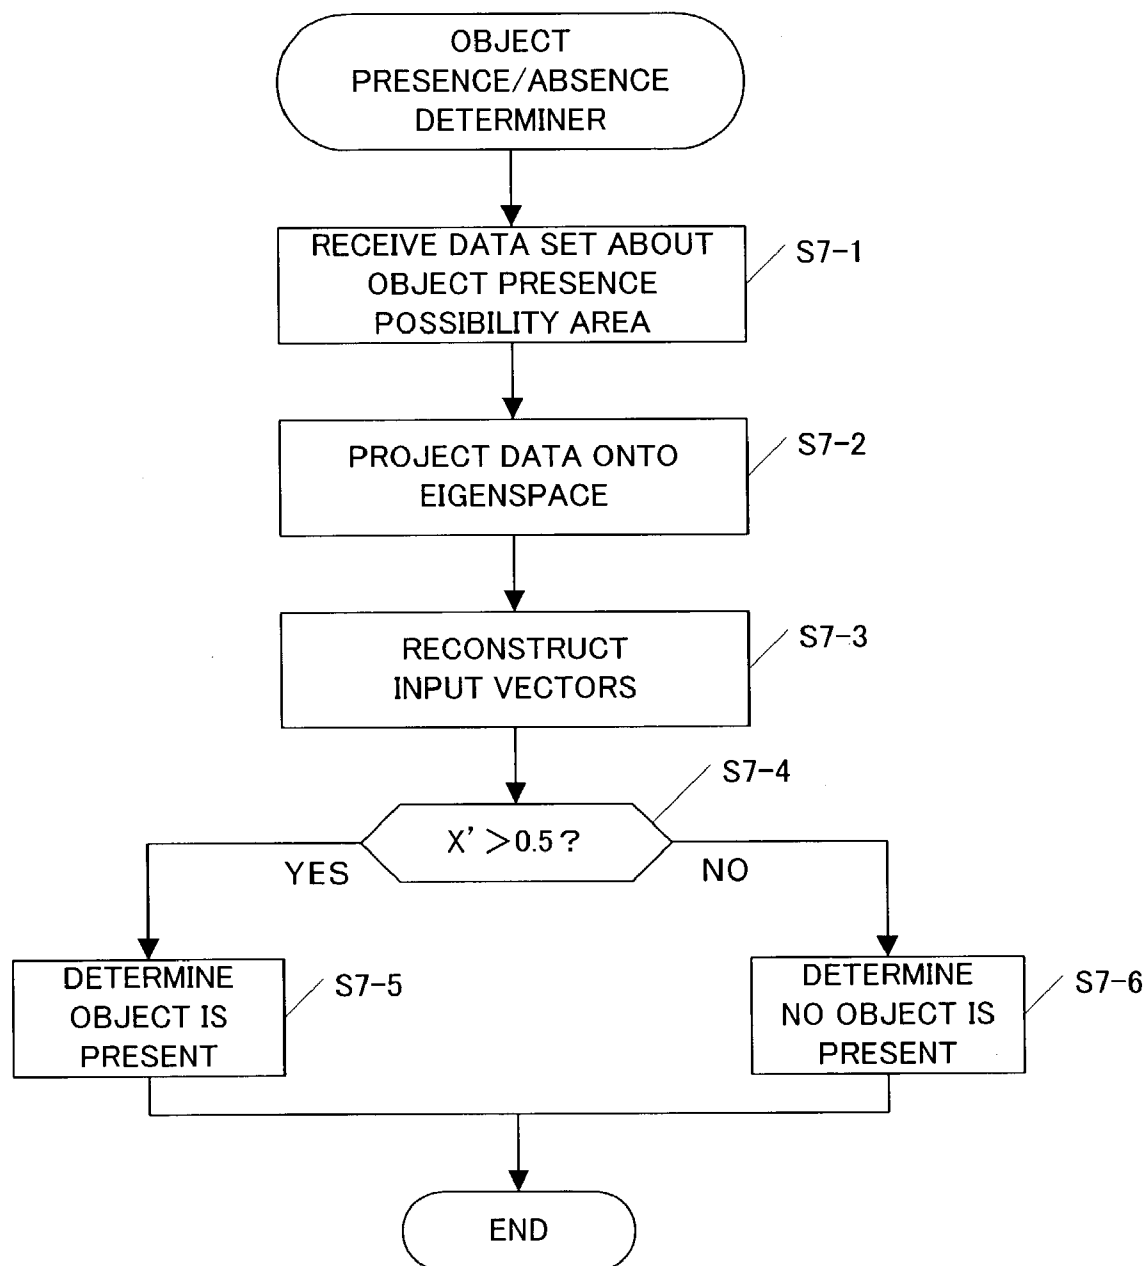 OBJECT
PRESENCE/ABSENCE
DETERMINER
RECEIVE DATA SET ABOUT
OBJECT PRESENCE
POSSIBILITY AREA
S7-1
PROJECT DATA ONTO
EIGENSPACE
S7-2
RECONSTRUCT
INPUT VECTORS
S7-3
X' >0.5?
S7-4
YES
NO
DETERMINE
OBJECT IS
PRESENT
S7-5
DETERMINE
NO OBJECT IS
PRESENT
S7-6
END